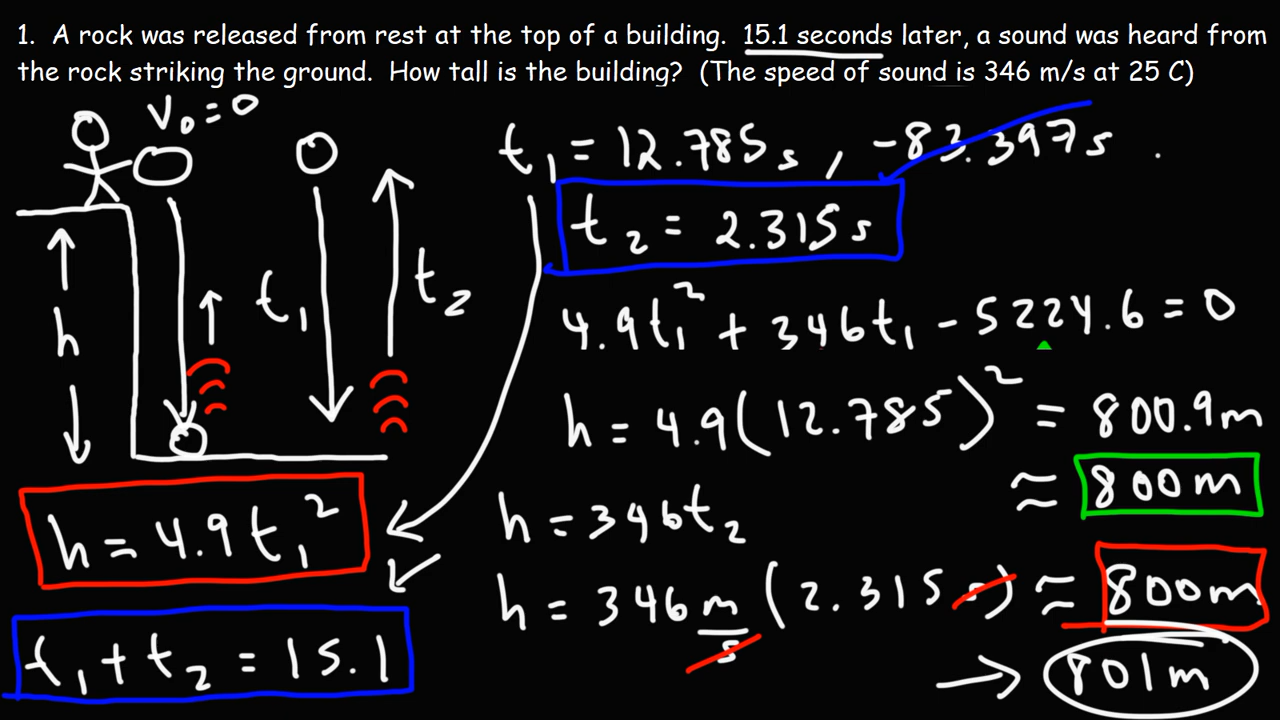 1. A rock was released from rest at the top of a building. 15.1 seconds later, a sound was heard from
the rock striking the ground. How tall is the building? (The speed of sound is 346 m/s at 25 C)
V₀ = 0
t₁ = 12.785 s, -83.397 s
t₂ = 2.315 s
h
t₁
t₂
4.9t₁² + 346t₁ - 5224.6 = 0
h = 4.9(12.785)² = 800.9m
≈ 800m
h = 4.9t₁²
h = 346t₂
h = 346 m/s (2.315 s) ≈ 800m
t₁ + t₂ = 15.1
→ 801m